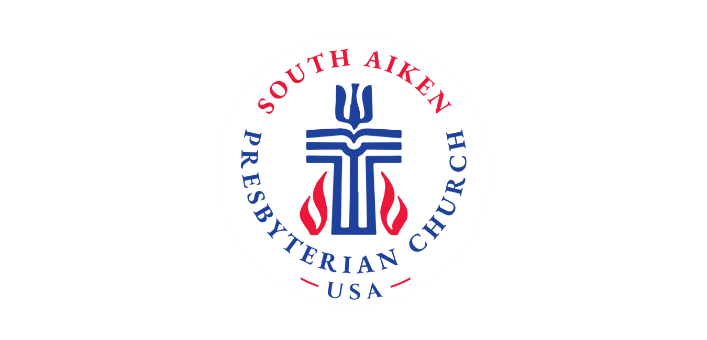 SOUTH AIKEN
PRESBYTERIAN CHURCH
USA